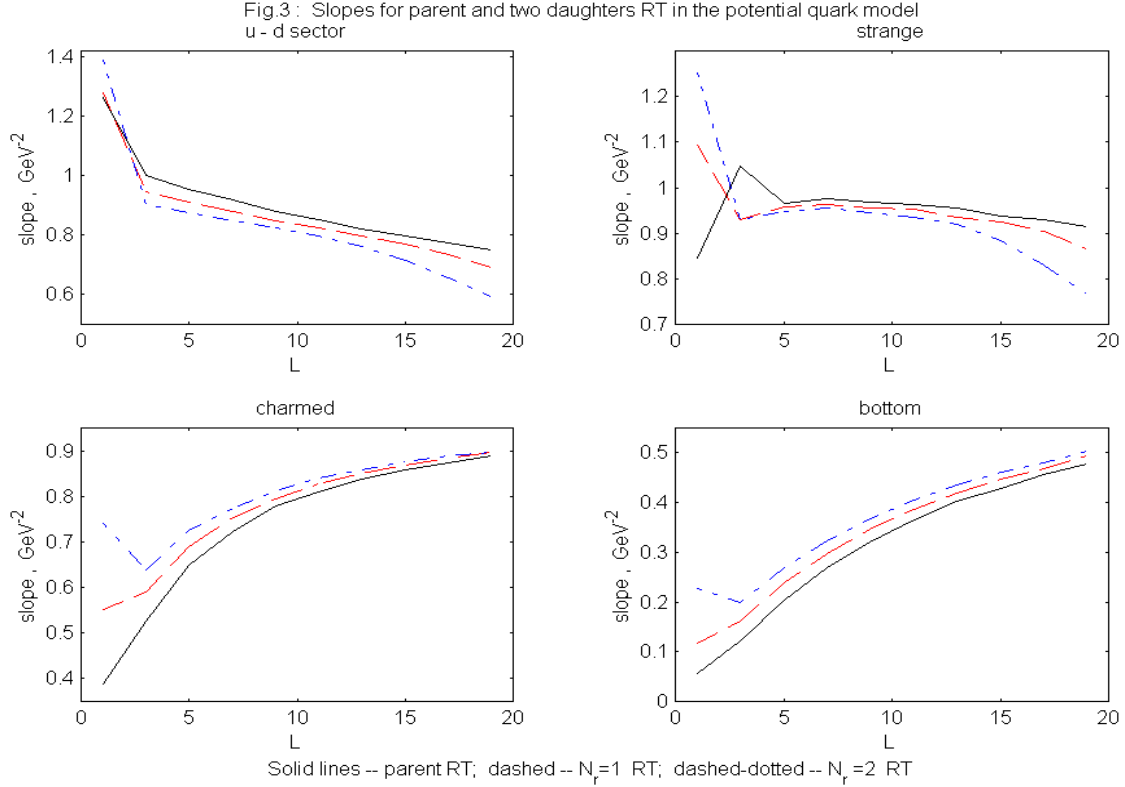 Fig.3 : Slopes for parent and two daughters RT in the potential quark model
u - d sector
1.4
1.2
1
0.8
0.6
slope , GeV-2
0 5 10 15 20
L
strange
1.2
1.1
1
0.9
0.8
0.7
slope , GeV-2
0 5 10 15 20
L
charmed
0.9
0.8
0.7
0.6
0.5
0.4
slope , GeV-2
0 5 10 15 20
L
bottom
0.5
0.4
0.3
0.2
0.1
0
slope , GeV-2
0 5 10 15 20
L
Solid lines -- parent RT; dashed -- Nr=1 RT; dashed-dotted -- Nr=2 RT